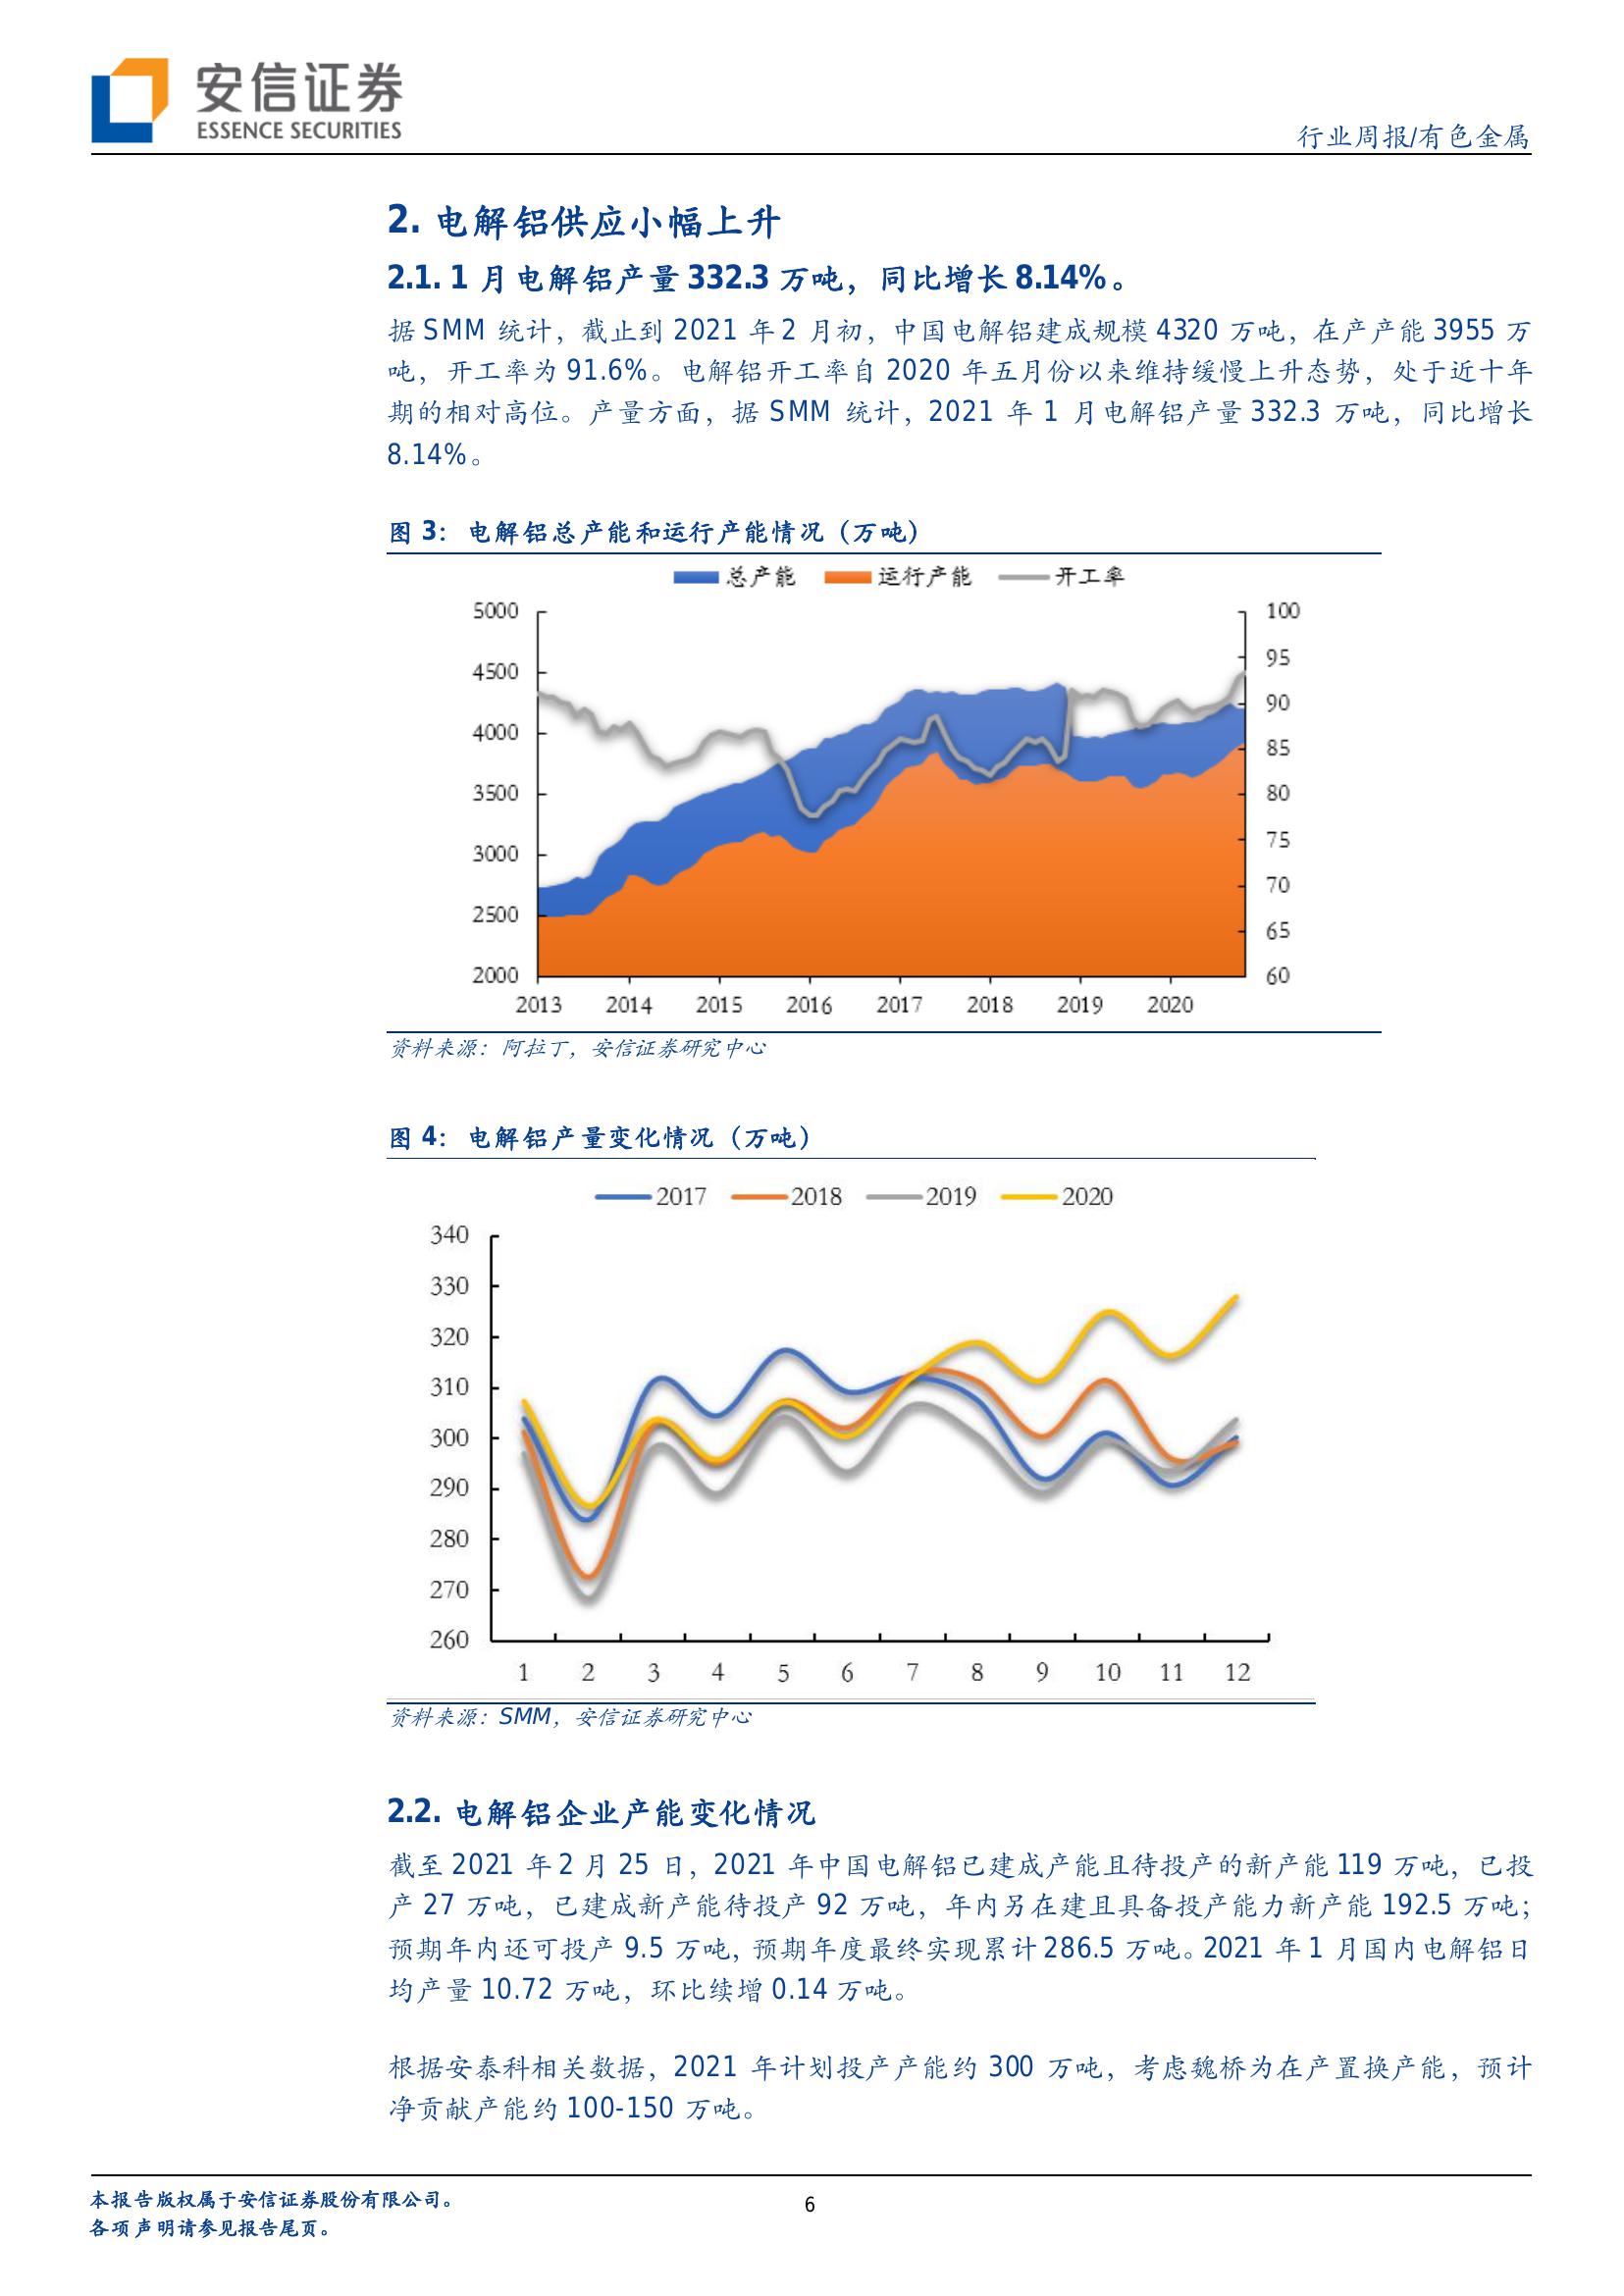 安信证券
ESSENCE SECURITIES
行业周报/有色金属
2. 电解铝供应小幅上升
2.1. 1 月电解铝产量 332.3 万吨，同比增长 8.14%。
据 SMM 统计，截止到 2021 年 2 月初，中国电解铝建成规模 4320 万吨，在产产能 3955 万
吨，开工率为 91.6%。电解铝开工率自 2020 年五月份以来维持缓慢上升态势，处于近十年
期的相对高位。产量方面，据 SMM 统计，2021 年 1 月电解铝产量 332.3 万吨，同比增长
8.14%。
图 3：电解铝总产能和运行产能情况（万吨）
总产能 运行产能 开工率
5000 100
4500 95
4000 90
3500 85
3000 80
2500 75
2000 70
65
60
2013 2014 2015 2016 2017 2018 2019 2020
资料来源：阿拉丁，安信证券研究中心
图 4：电解铝产量变化情况（万吨）
2017 2018 2019 2020
340
330
320
310
300
290
280
270
260
1 2 3 4 5 6 7 8 9 10 11 12
资料来源：SMM，安信证券研究中心
2.2. 电解铝企业产能变化情况
截至 2021 年 2 月 25 日，2021 年中国电解铝已建成产能且待投产的新产能 119 万吨，已投
产 27 万吨，已建成新产能待投产 92 万吨，年内另在建且具备投产能力新产能 192.5 万吨；
预期年内还可投产 9.5 万吨，预期年度最终实现累计 286.5 万吨。2021 年 1 月国内电解铝日
均产量 10.72 万吨，环比续增 0.14 万吨。
根据安泰科相关数据，2021 年计划投产产能约 300 万吨，考虑魏桥为在产置换产能，预计
净贡献产能约 100-150 万吨。
本报告版权属于安信证券股份有限公司。
各项声明请参见报告尾页。
6